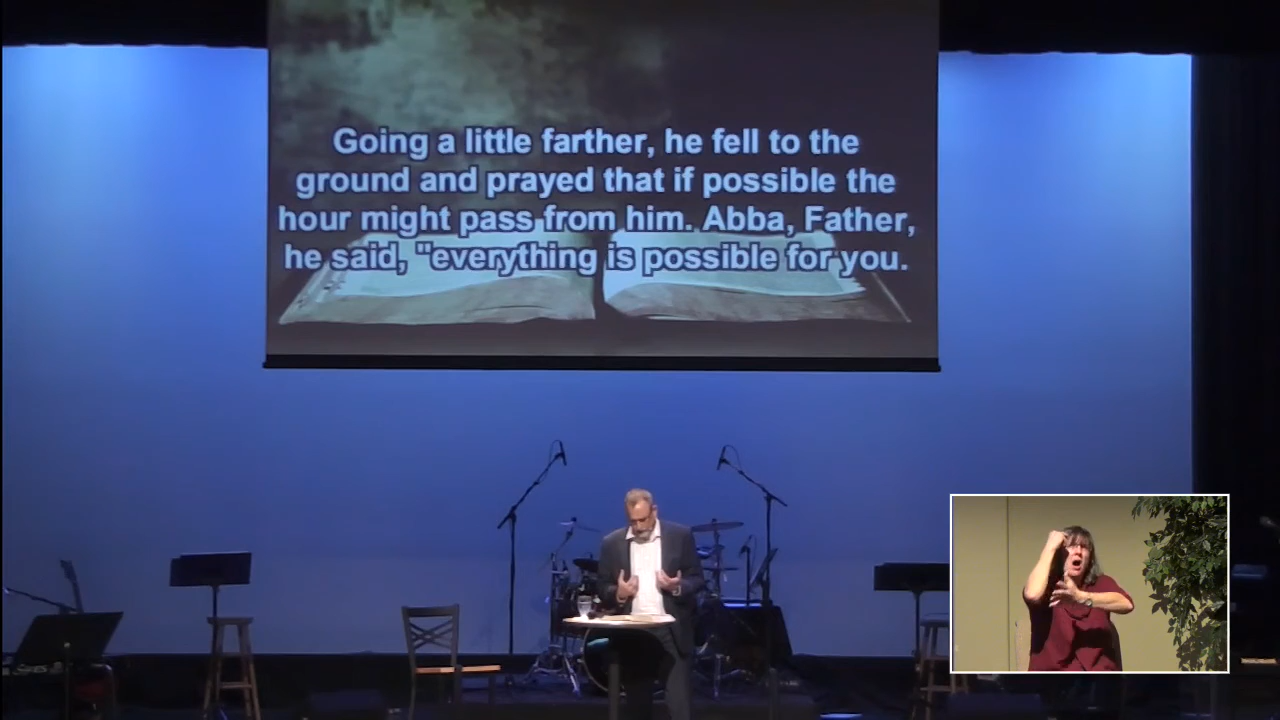 Going a little farther, he fell to the
ground and prayed that if possible the
hour might pass from him. Abba, Father,
he said, "everything is possible for you.